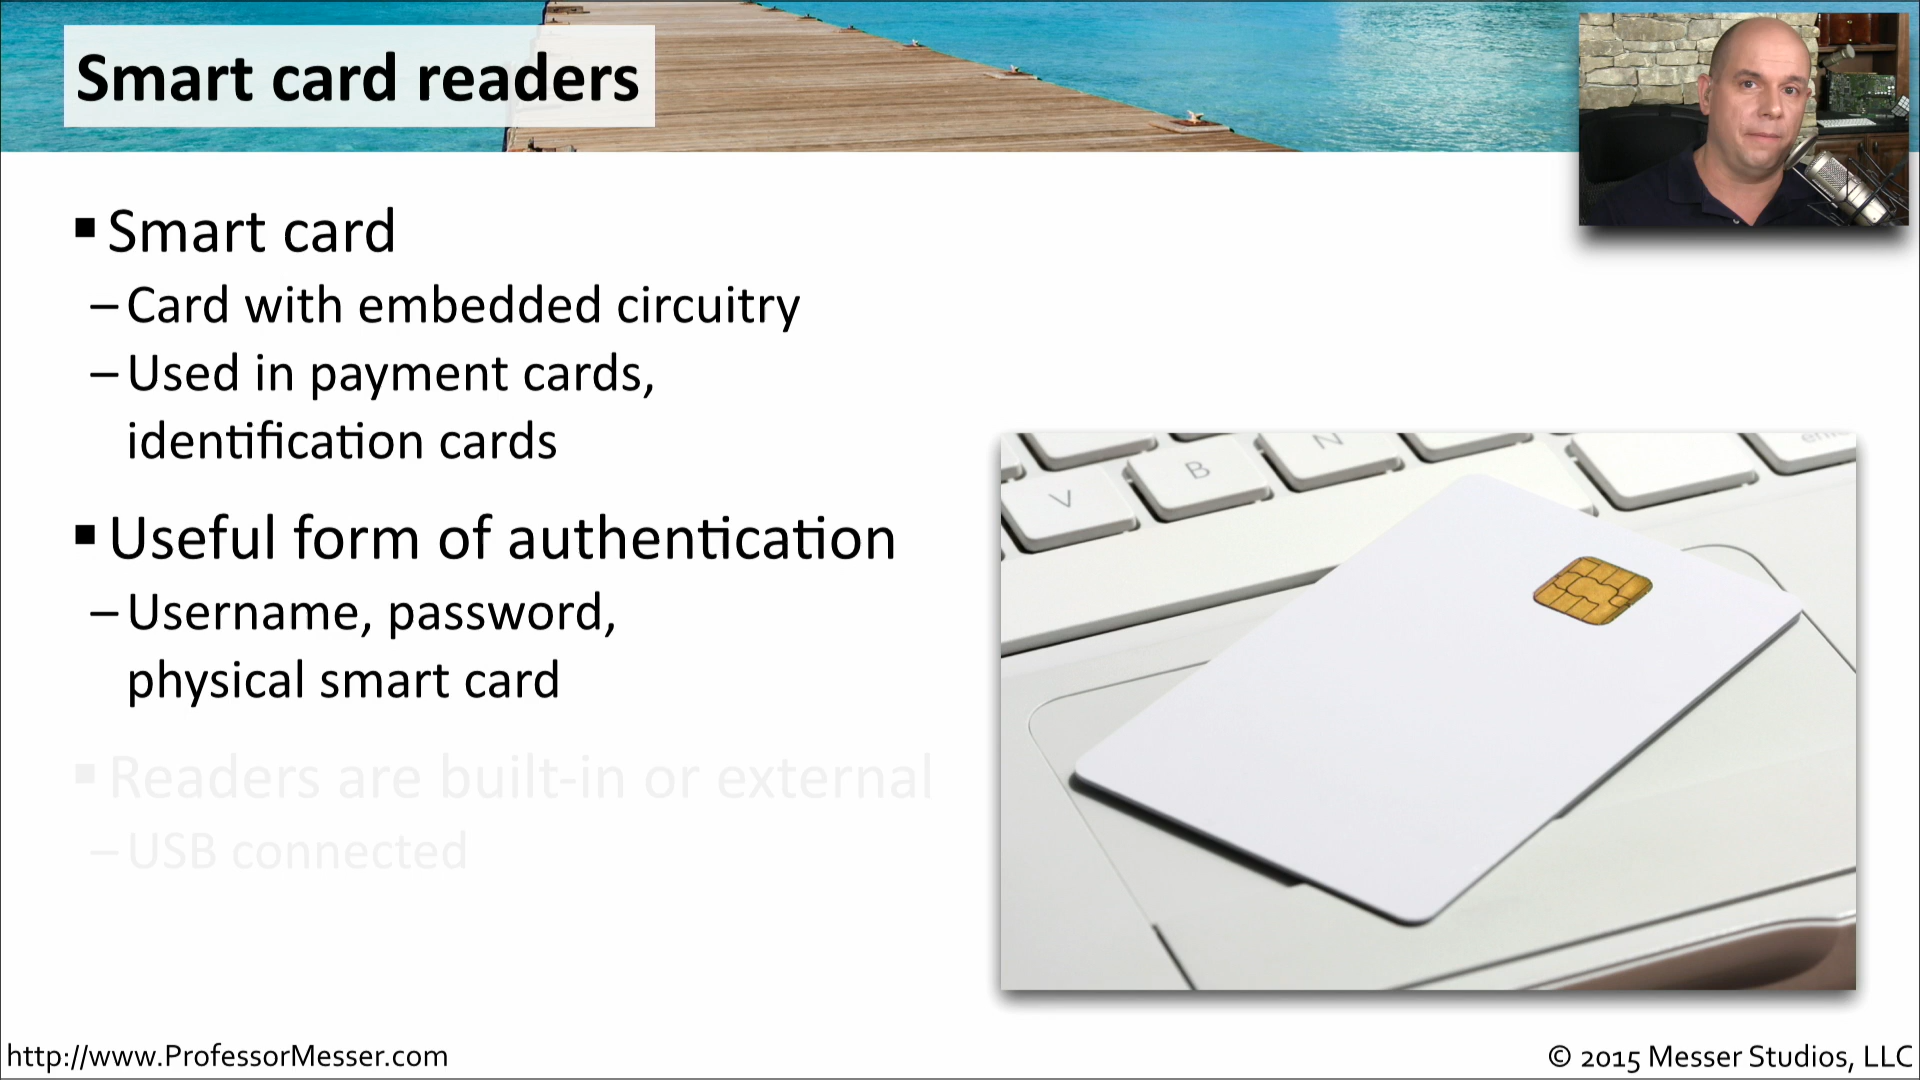 Smart card readers
▪ Smart card
– Card with embedded circuitry
– Used in payment cards,
identification cards
▪ Useful form of authentication
– Username, password,
physical smart card
▪ Readers are built-in or external
– USB connected
V
B
N
enter
http://www.ProfessorMesser.com
© 2015 Messer Studios, LLC